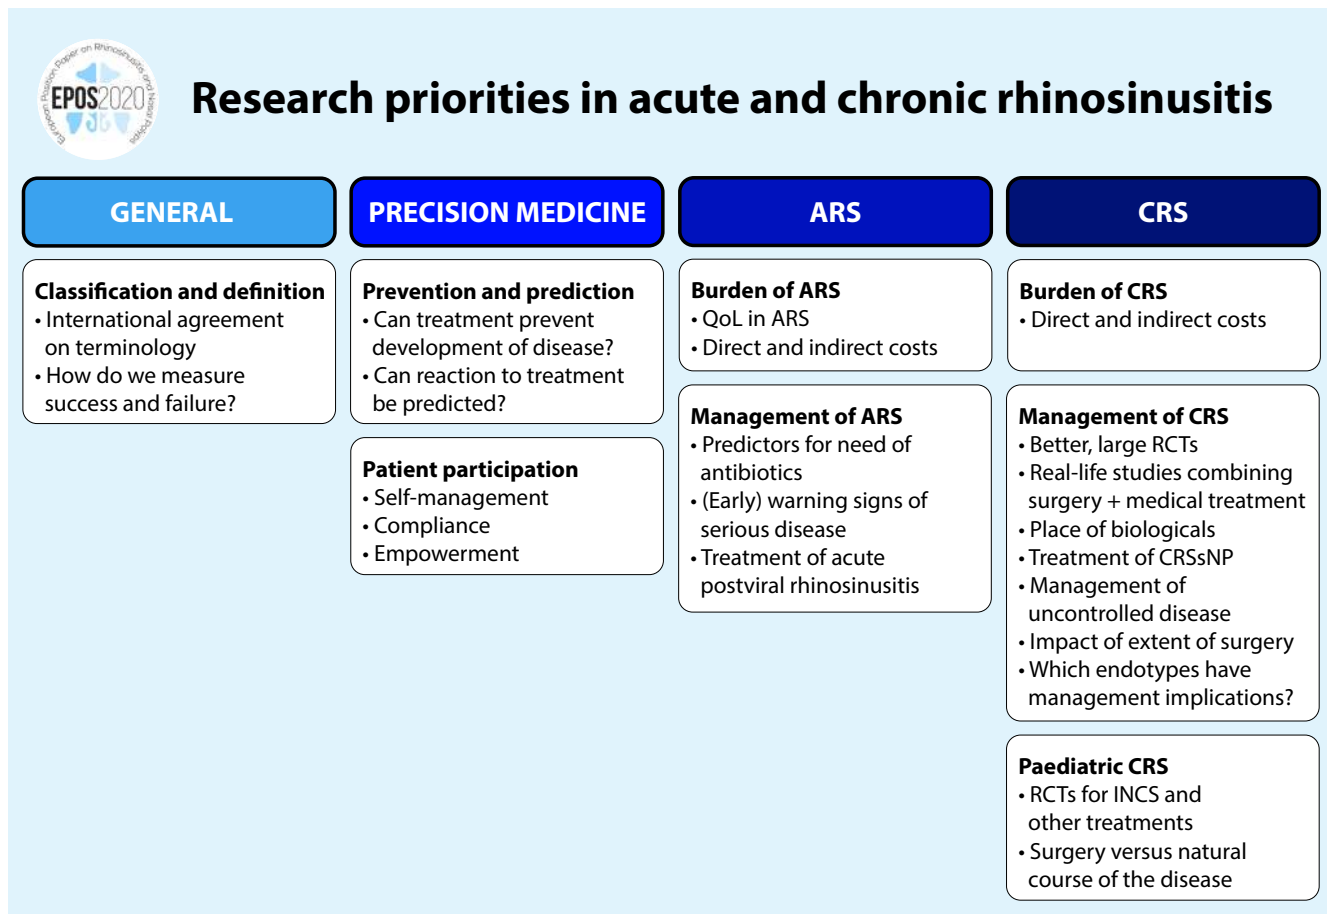 European Position Paper on Rhinosinusitis and Nasal Polyps
EPOS2020
Research priorities in acute and chronic rhinosinusitis
GENERAL
Classification and definition
• International agreement
on terminology
• How do we measure
success and failure?
PRECISION MEDICINE
Prevention and prediction
• Can treatment prevent
development of disease?
• Can reaction to treatment
be predicted?
Patient participation
• Self-management
• Compliance
• Empowerment
ARS
Burden of ARS
• QoL in ARS
• Direct and indirect costs
Management of ARS
• Predictors for need of
antibiotics
• (Early) warning signs of
serious disease
• Treatment of acute
postviral rhinosinusitis
CRS
Burden of CRS
• Direct and indirect costs
Management of CRS
• Better, large RCTs
• Real-life studies combining
surgery + medical treatment
• Place of biologicals
• Treatment of CRSsNP
• Management of
uncontrolled disease
• Impact of extent of surgery
• Which endotypes have
management implications?
Paediatric CRS
• RCTs for INCS and
other treatments
• Surgery versus natural
course of the disease